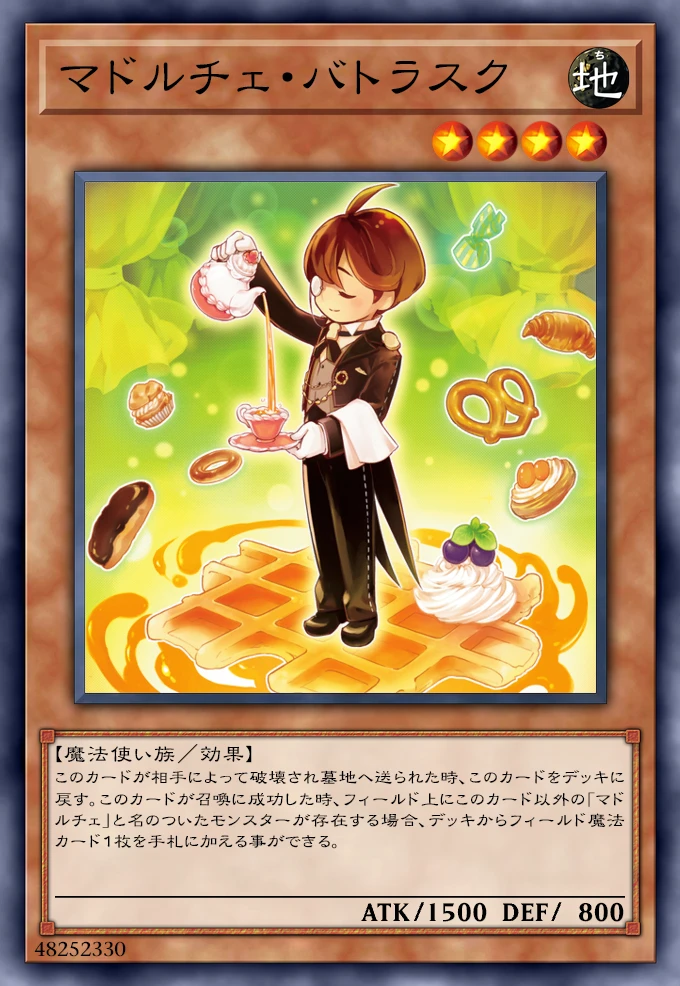 マドルチェ・バトラスク
ち
地
【魔法使い族／効果】
このカードが相手によって破壊され墓地へ送られた時、このカードをデッキに
戻す。このカードが召喚に成功した時、フィールド上にこのカード以外の「マド
ルチェ」と名のついたモンスターが存在する場合、デッキからフィールド魔法
カード１枚を手札に加える事ができる。
ATK/1500 DEF/ 800
48252330